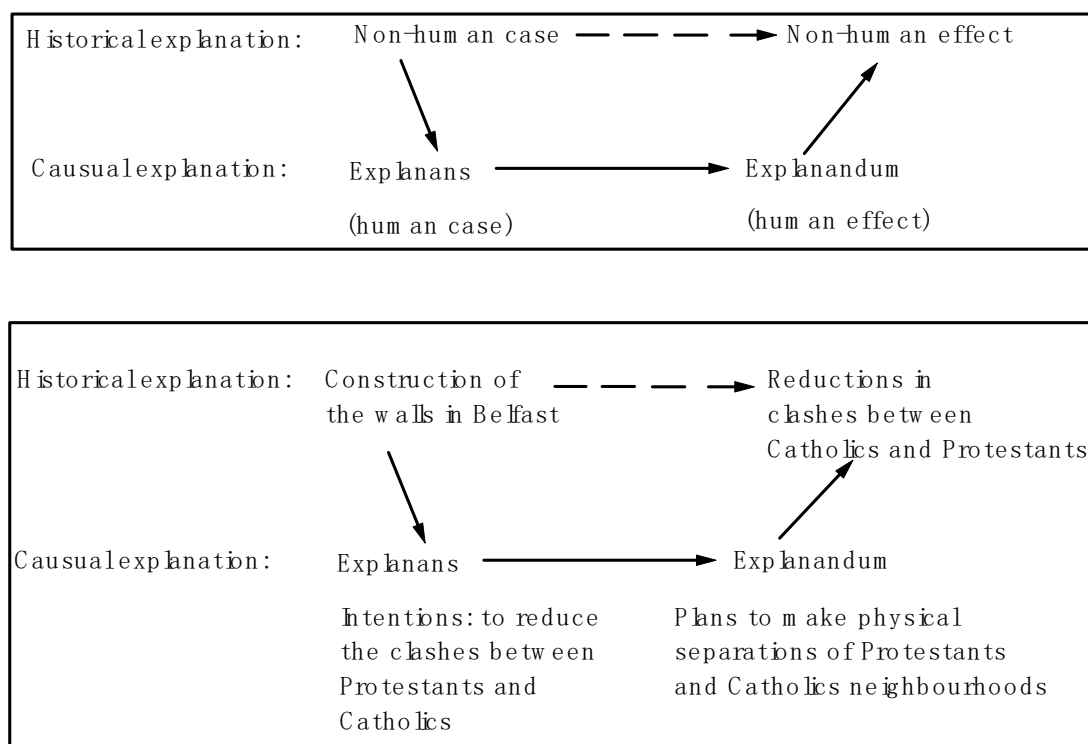 Historical explanation: Non-human case Non-human effect
Causual explanation: Explanans Explanandum
(human case) (human effect)
Historical explanation: Construction of Reductions in
the walls in Belfast clashes between
Catholics and Protestants
Causual explanation: Explanans Explanandum
Intentions: to reduce Plans to make physical
the clashes between separations of Protestants
Protestants and and Catholics neighbourhoods
Catholics